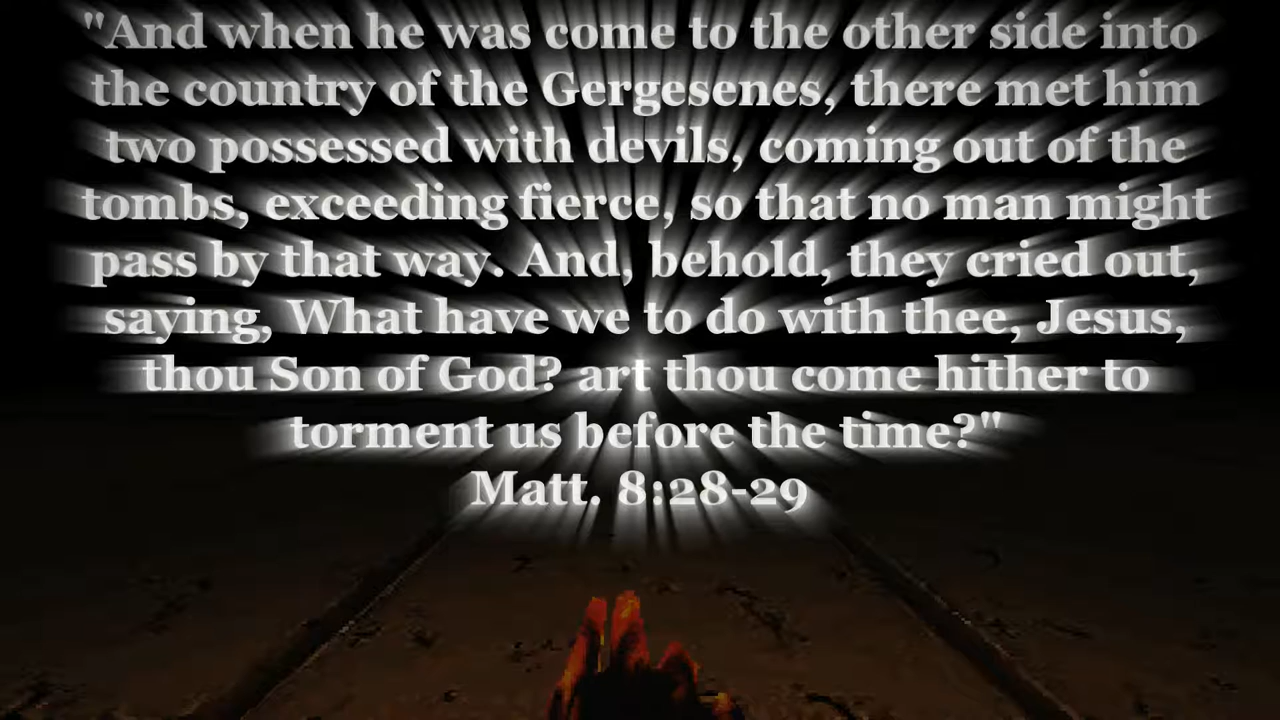 "And when he was come to the other side into
the country of the Gergesenes, there met him
two possessed with devils, coming out of the
tombs, exceeding fierce, so that no man might
pass by that way. And, behold, they cried out,
saying, What have we to do with thee, Jesus,
thou Son of God? art thou come hither to
torment us before the time?"
Matt. 8:28-29